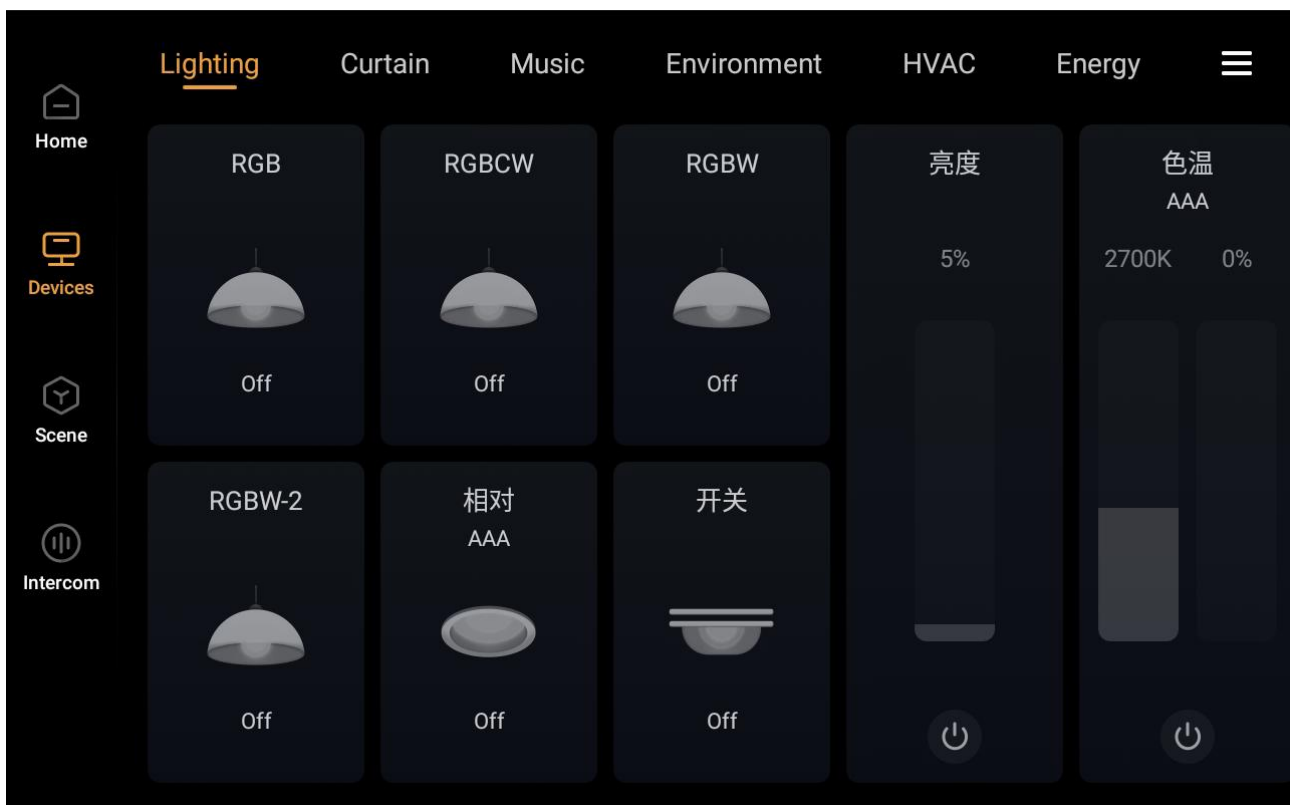 Lighting Curtain Music Environment HVAC Energy
Home
Devices
Scene
Intercom
RGB
Off
RGBCW
Off
RGBW
Off
亮度
5%
色温
AAA
2700K 0%
RGBW-2
Off
相对
AAA
Off
开关
Off